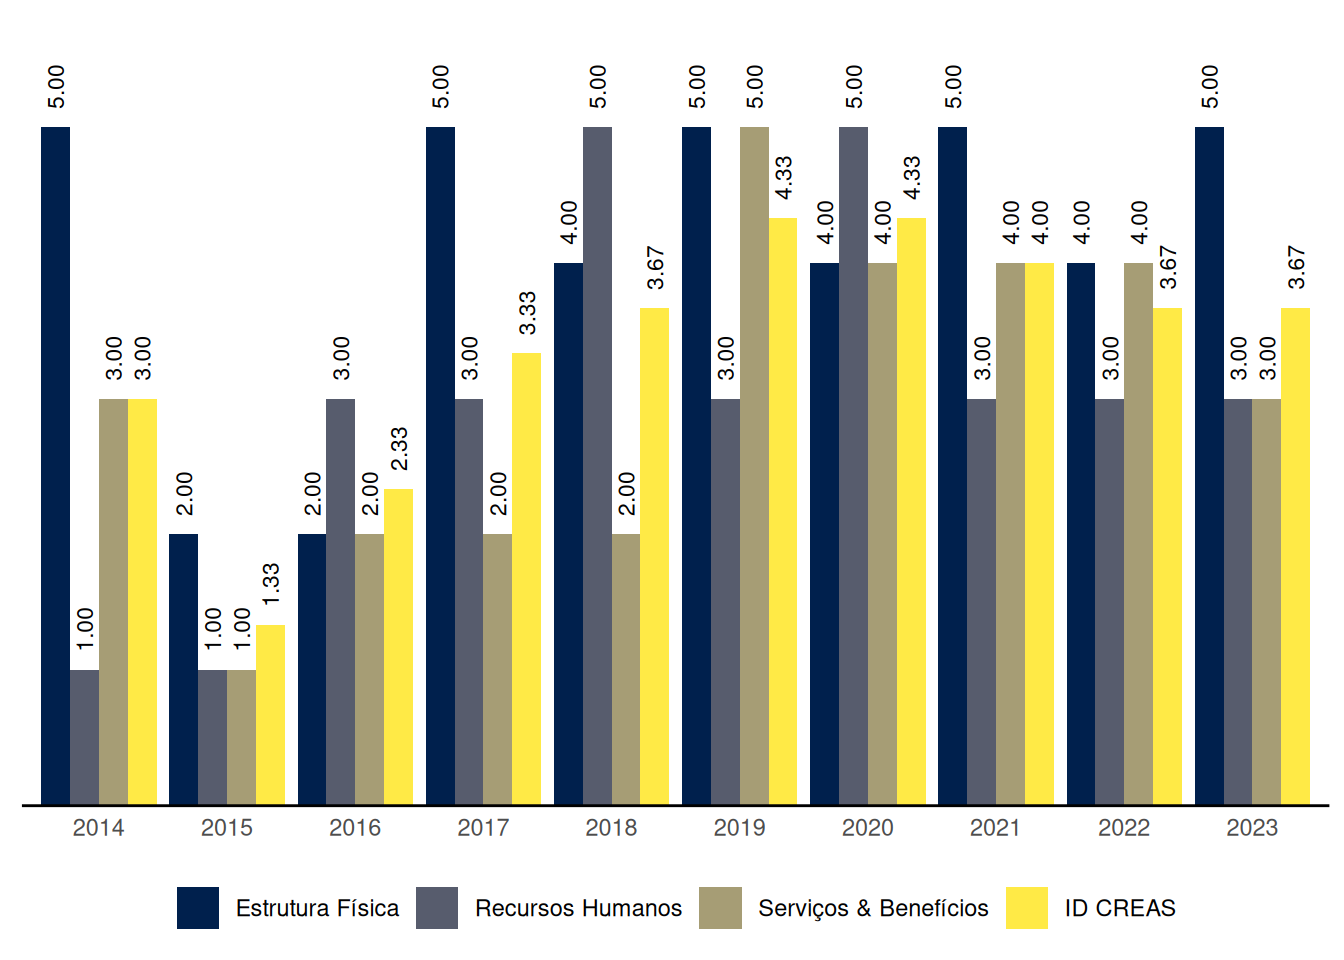 5.00 1.00 3.00 3.00
2.00 1.00 1.00 1.33
2.00 3.00 2.00 2.33
5.00 3.00 2.00 3.33
4.00 5.00 2.00 3.67
5.00 3.00 5.00 4.33
4.00 5.00 4.00 4.33
5.00 3.00 4.00 4.00
4.00 3.00 4.00 3.67
5.00 3.00 3.00 3.67
2014 2015 2016 2017 2018 2019 2020 2021 2022 2023
Estrutura Física Recursos Humanos Serviços & Benefícios ID CREAS